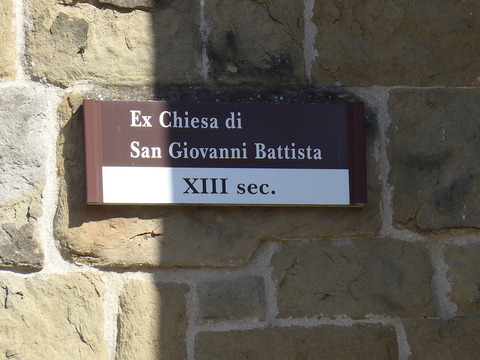 Ex Chiesa di
San Giovanni Battista
XIII sec.